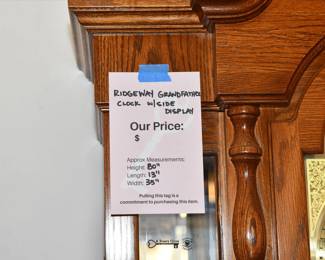 RIDGEWAY GRANDFATHER
CLOCK W/SIDE
DISPLAY
Our Price:
$
Approx Measurements:
Height: 80"
Length: 13"
Width: 35"
Pulling this tag is a
commitment to purchasing this item.